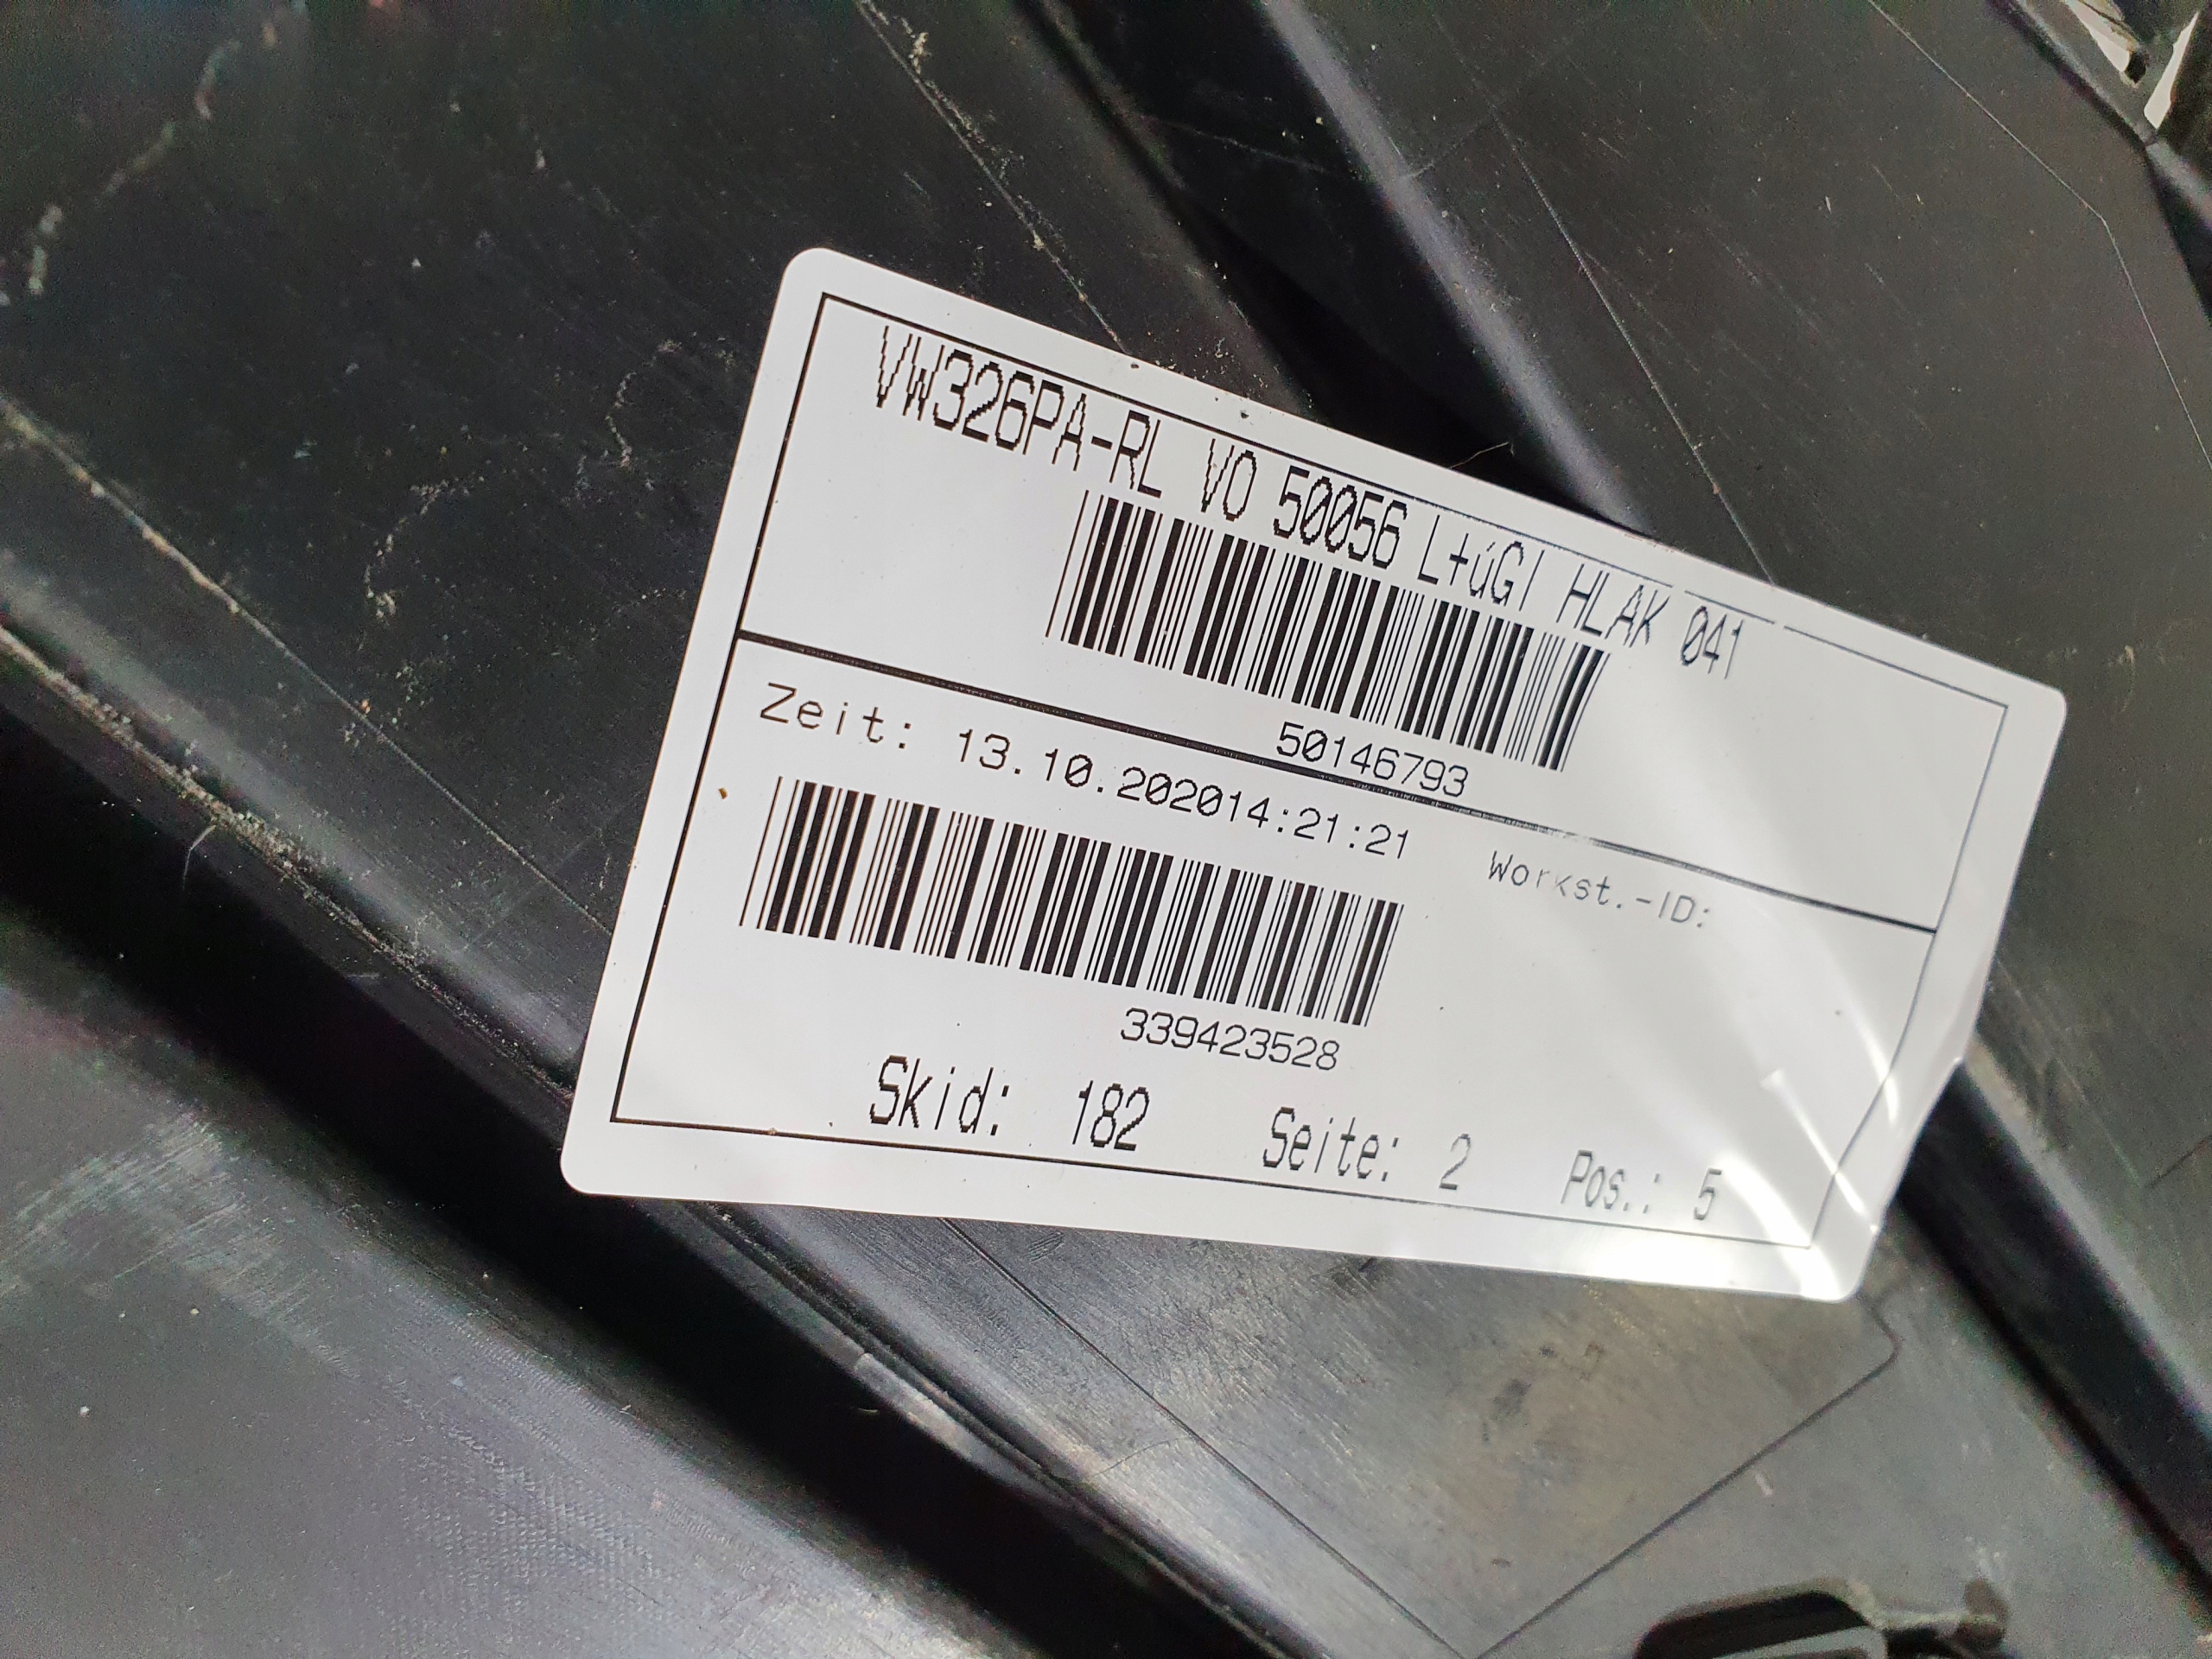 VW326PA-RL VO 50056 L+úGl HLAK 041
50146793
Zeit: 13.10.202014:21:21 Workst.-ID:
339423528
Skid: 182 Seite: 2 Pos.: 5